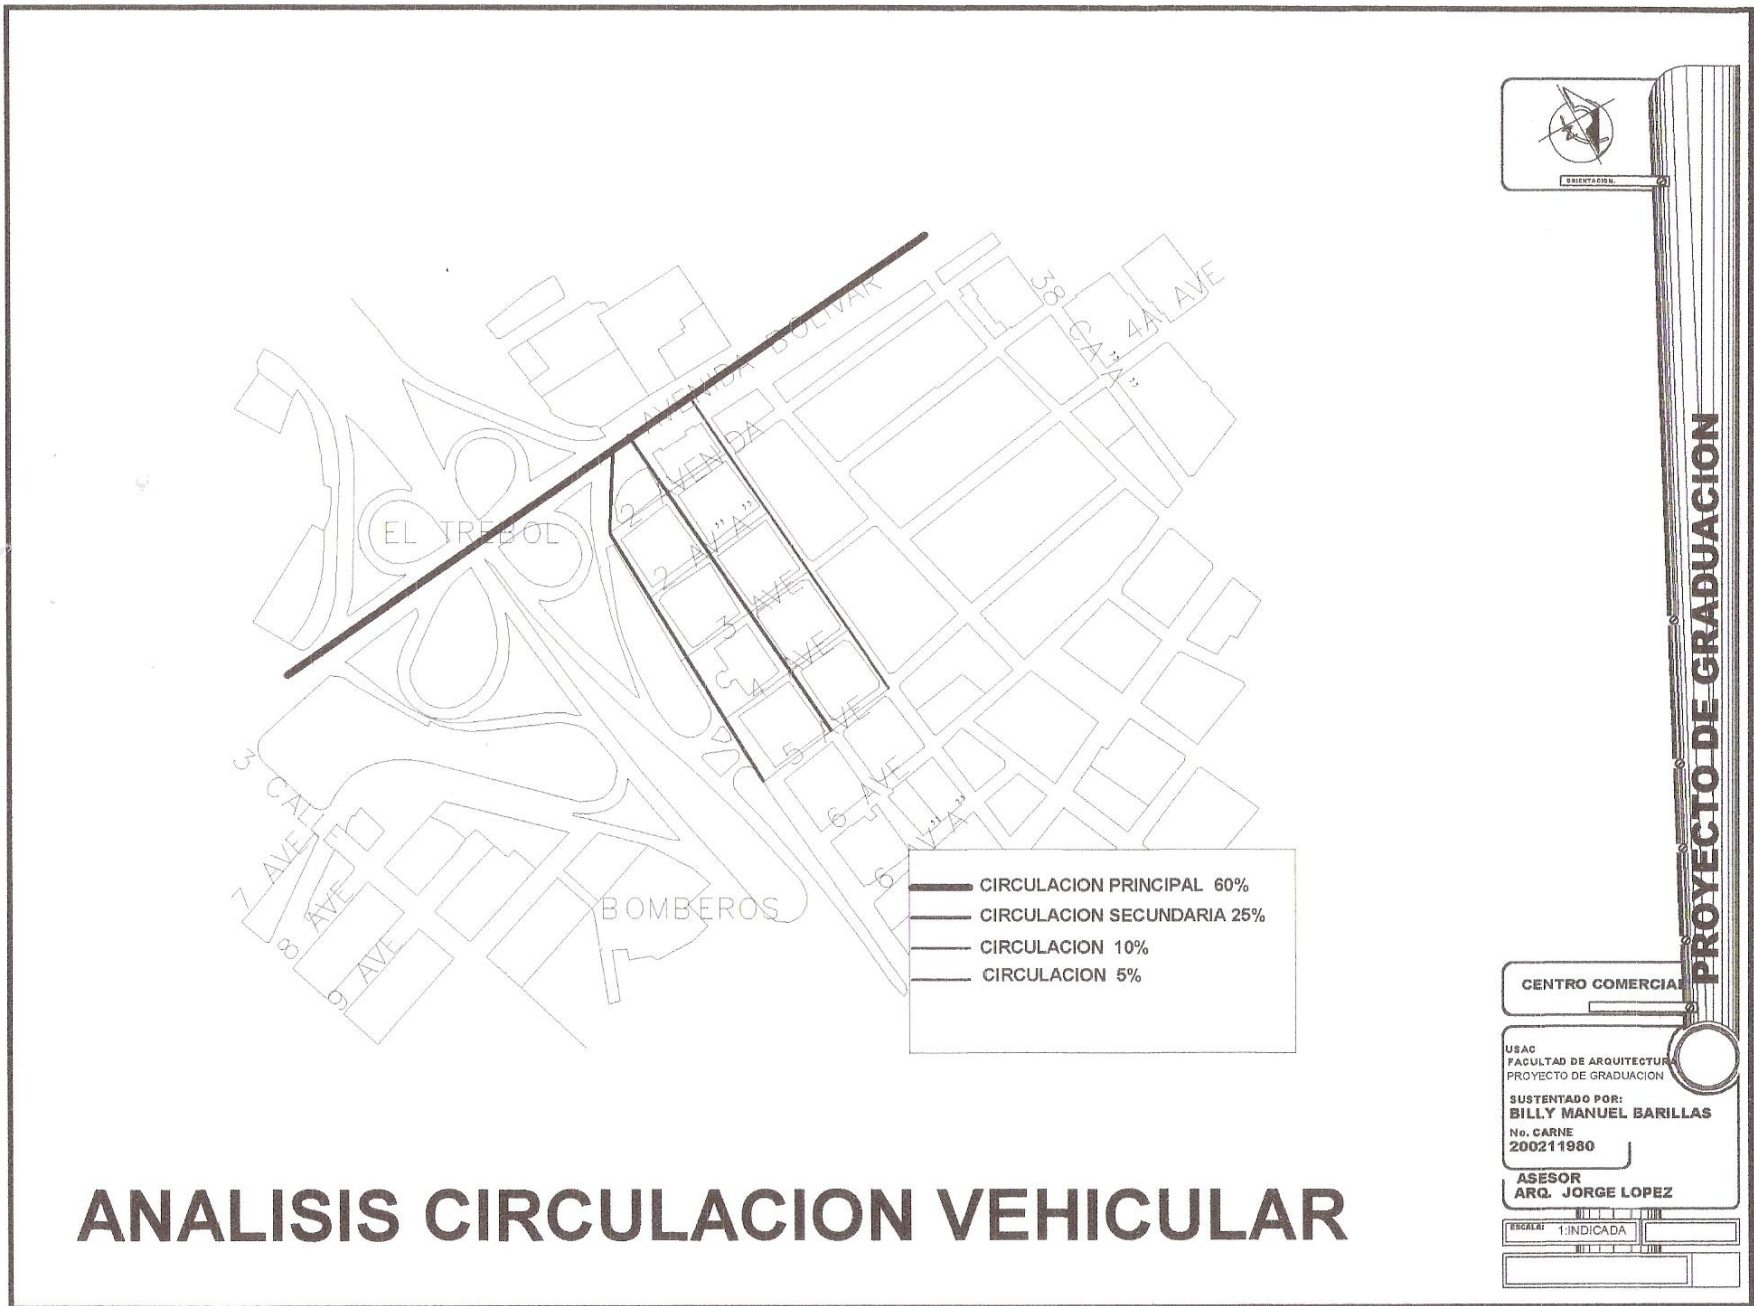 ORIENTACION.
AVENIDA BOLIVAR
38 CA "A"
4A AVE
2 AVENIDA
EL TREBOL
2 AV "A"
3 AVE
3 4 AVE
5 AVE
6 AVE
6 V "A"
3 CAL
7 AVE
8 AVE
9 AVE
BOMBEROS
CIRCULACION PRINCIPAL 60%
CIRCULACION SECUNDARIA 25%
CIRCULACION 10%
CIRCULACION 5%
PROYECTO DE GRADUACION
CENTRO COMERCIAL
USAC
FACULTAD DE ARQUITECTURA
PROYECTO DE GRADUACION
SUSTENTADO POR:
BILLY MANUEL BARILLAS
No. CARNE
200211980
ASESOR
ARQ. JORGE LOPEZ
ESCALA: 1:INDICADA
ANALISIS CIRCULACION VEHICULAR